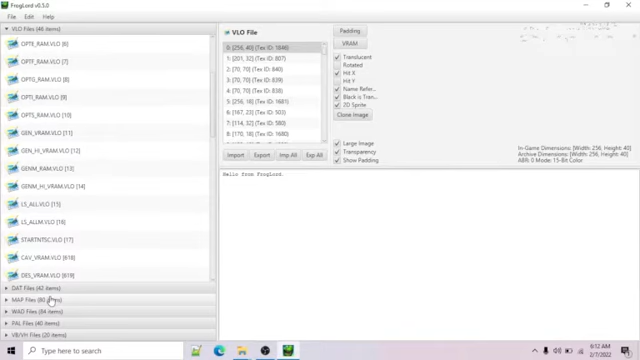 FrogLord v0.5.0
File Edit Help
VLO Files (46 items)
OPTE_RAM.VLO [6]
OPTF_RAM.VLO [7]
OPTG_RAM.VLO [8]
OPTI_RAM.VLO [9]
OPTS_RAM.VLO [10]
GEN_VRAM.VLO [11]
GEN_HI_VRAM.VLO [12]
GENM_RAM.VLO [13]
GENM_HI_VRAM.VLO [14]
LS_ALL.VLO [15]
LS_ALLM.VLO [16]
STARTNTSC.VLO [17]
CAV_VRAM.VLO [618]
DES_VRAM.VLO [619]
DAT Files (42 items)
MAP Files (80 items)
WAD Files (84 items)
PAL Files (40 items)
VB/VH Files (20 items)
VLO File
0: [256, 40] (Tex ID: 1848)
1: [201, 32] (Tex ID: 807)
2: [70, 70] (Tex ID: 840)
3: [70, 70] (Tex ID: 839)
4: [70, 70] (Tex ID: 838)
5: [256, 18] (Tex ID: 1681)
6: [167, 23] (Tex ID: 503)
7: [114, 32] (Tex ID: 580)
8: [170, 18] (Tex ID: 1680)
Import Export Imp.All Exp All
Padding
VRAM
Translucent
Rotated
Hit X
Hit Y
Name Refer...
Black is Tran...
2D Sprite
Clone Image
Large Image
Transparency
Show Padding
In-Game Dimensions: [Width: 256, Height: 40]
Archive Dimensions: [Width: 256, Height: 40]
ABR: 0 Mode: 15-Bit Color
Hello from FrogLord.
Type here to search
6:12 AM
2/7/2022